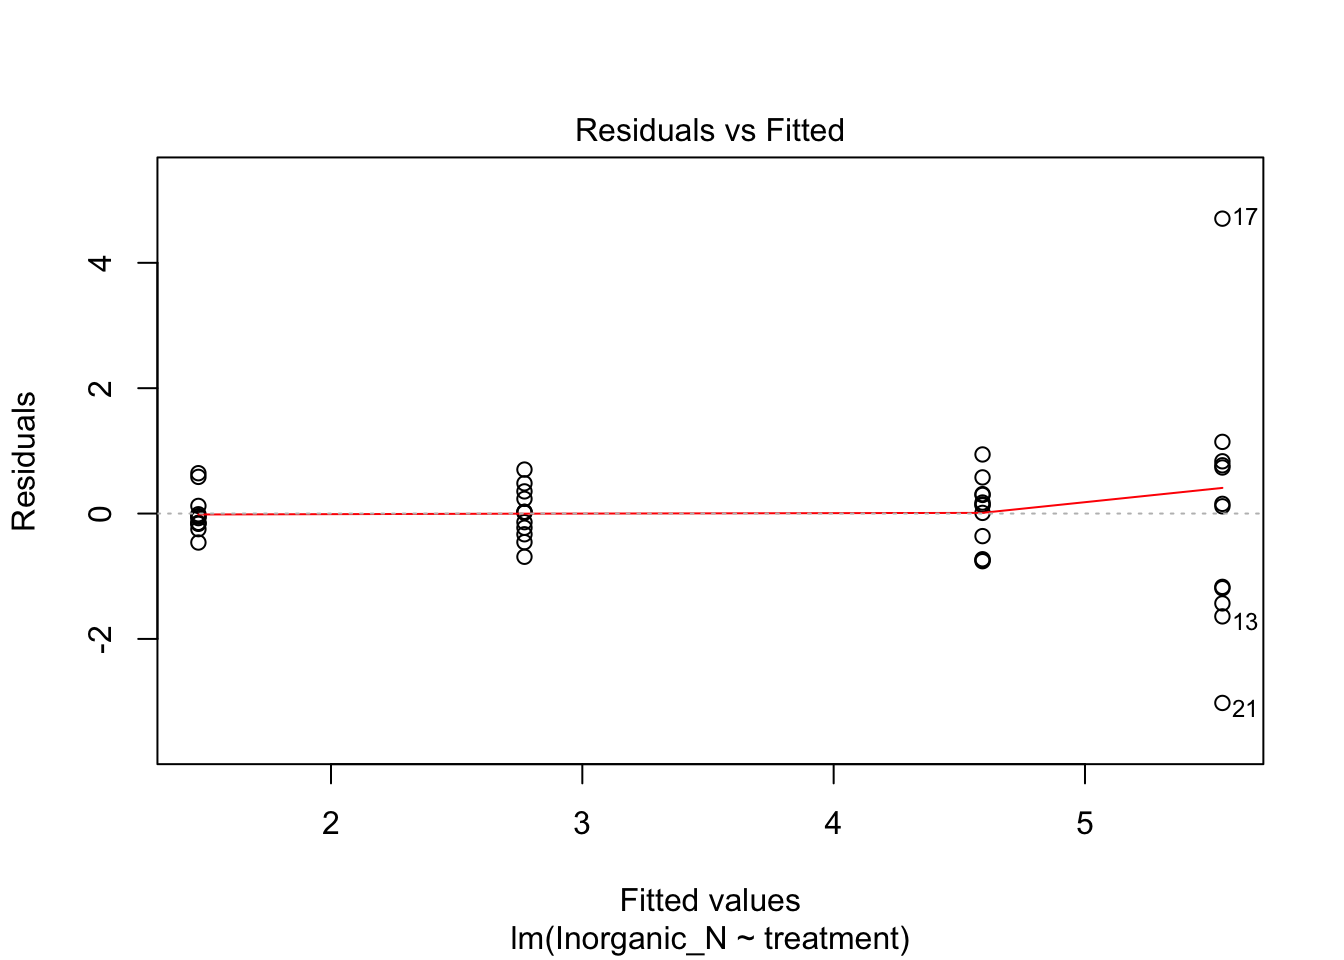 Residuals vs Fitted
Residuals
4
2
0
-2
17
13
21
2 3 4 5
Fitted values
lm(Inorganic_N ~ treatment)